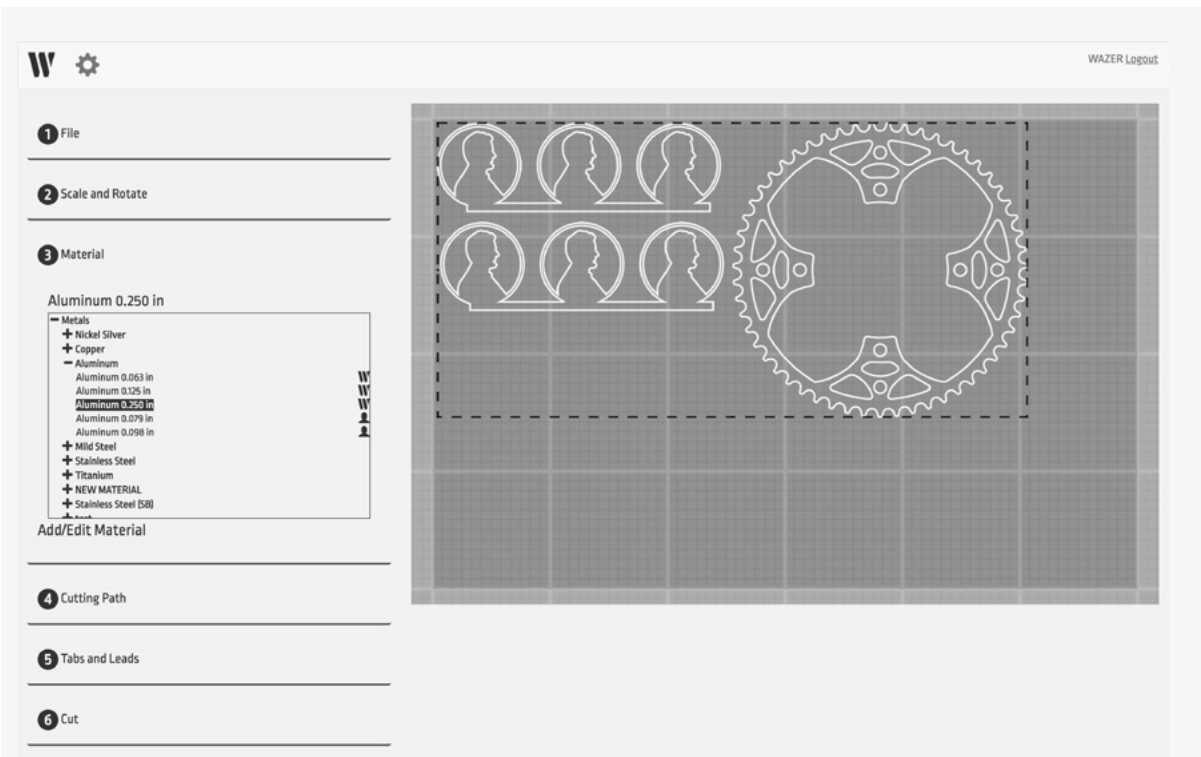 W
WAZER Logout
1 File
2 Scale and Rotate
3 Material
Aluminum 0.250 in
Metals
Nickel Silver
Copper
Aluminum
Aluminum 0.063 in
Aluminum 0.125 in
Aluminum 0.250 in
Aluminum 0.079 in
Aluminum 0.098 in
Mild Steel
Stainless Steel
Titanium
NEW MATERIAL
Stainless Steel (SB)
Add/Edit Material
4 Cutting Path
5 Tabs and Leads
6 Cut